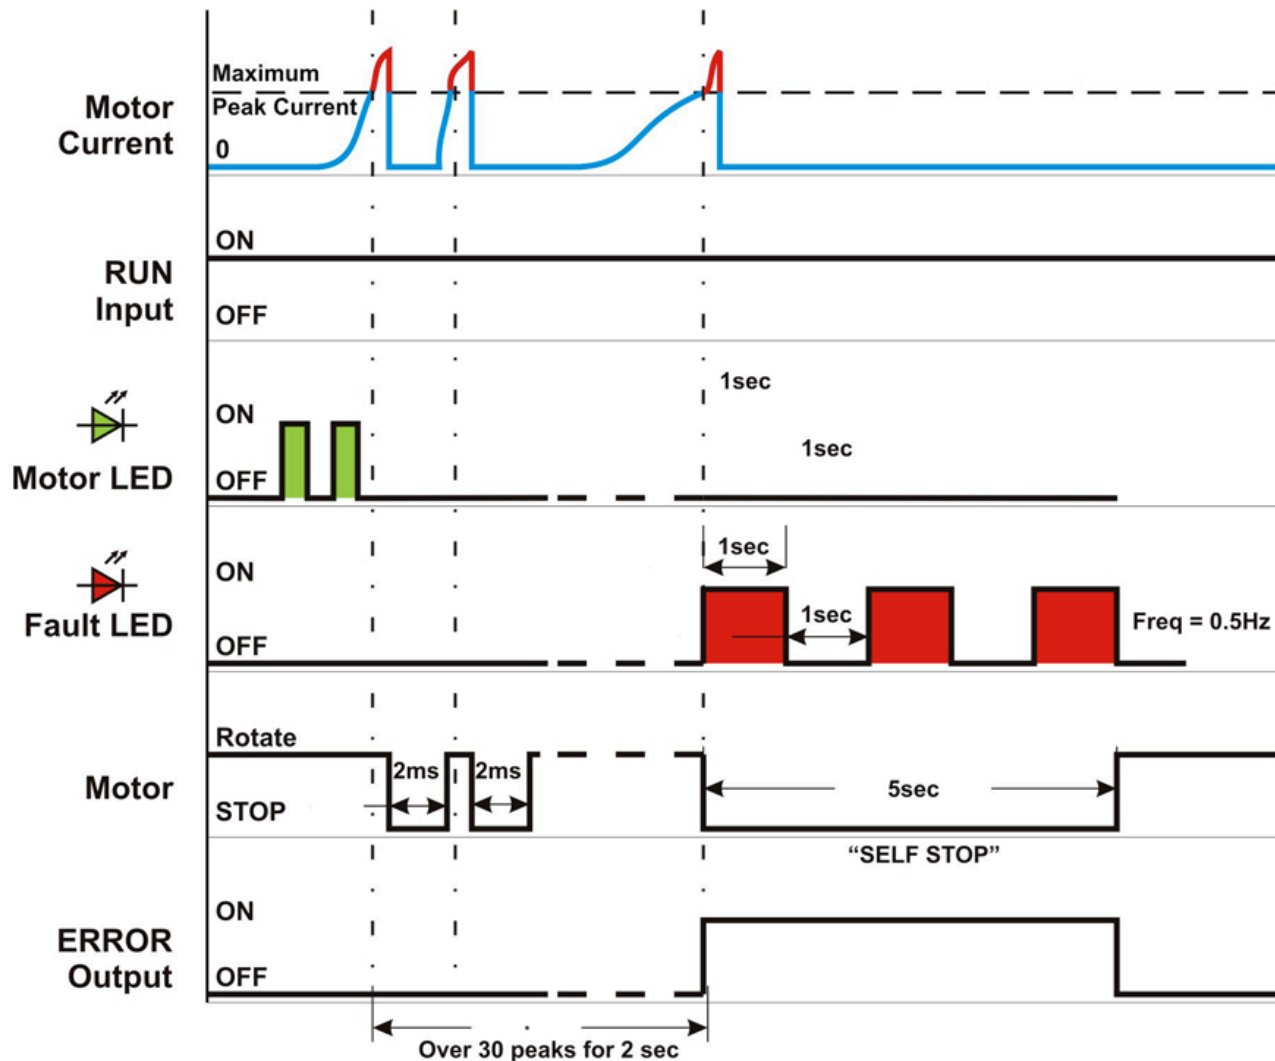 Motor
Current
Maximum
Peak Current
0
RUN
Input
ON
OFF
Motor LED
ON
OFF
1sec
1sec
Fault LED
ON
OFF
1sec
1sec
Freq = 0.5Hz
Motor
Rotate
STOP
2ms
2ms
5sec
“SELF STOP”
ERROR
Output
ON
OFF
Over 30 peaks for 2 sec